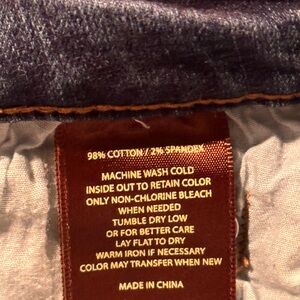 98% COTTON / 2% SPANDEX
MACHINE WASH COLD
INSIDE OUT TO RETAIN COLOR
ONLY NON-CHLORINE BLEACH
WHEN NEEDED
TUMBLE DRY LOW
OR FOR BETTER CARE
LAY FLAT TO DRY
WARM IRON IF NECESSARY
COLOR MAY TRANSFER WHEN NEW
MADE IN CHINA